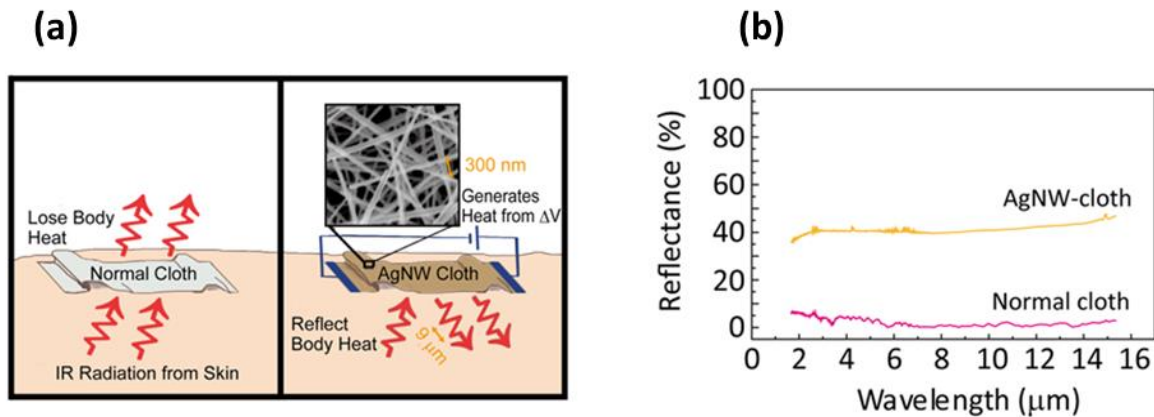 (a)
Lose Body
Heat
Normal Cloth
IR Radiation from Skin
300 nm
Generates
Heat from ΔV
AgNW Cloth
Reflect
Body Heat
9 μm
(b)
Reflectance (%)
100
80
60
40
20
0
AgNW-cloth
Normal cloth
0 2 4 6 8 10 12 14 16
Wavelength (μm)